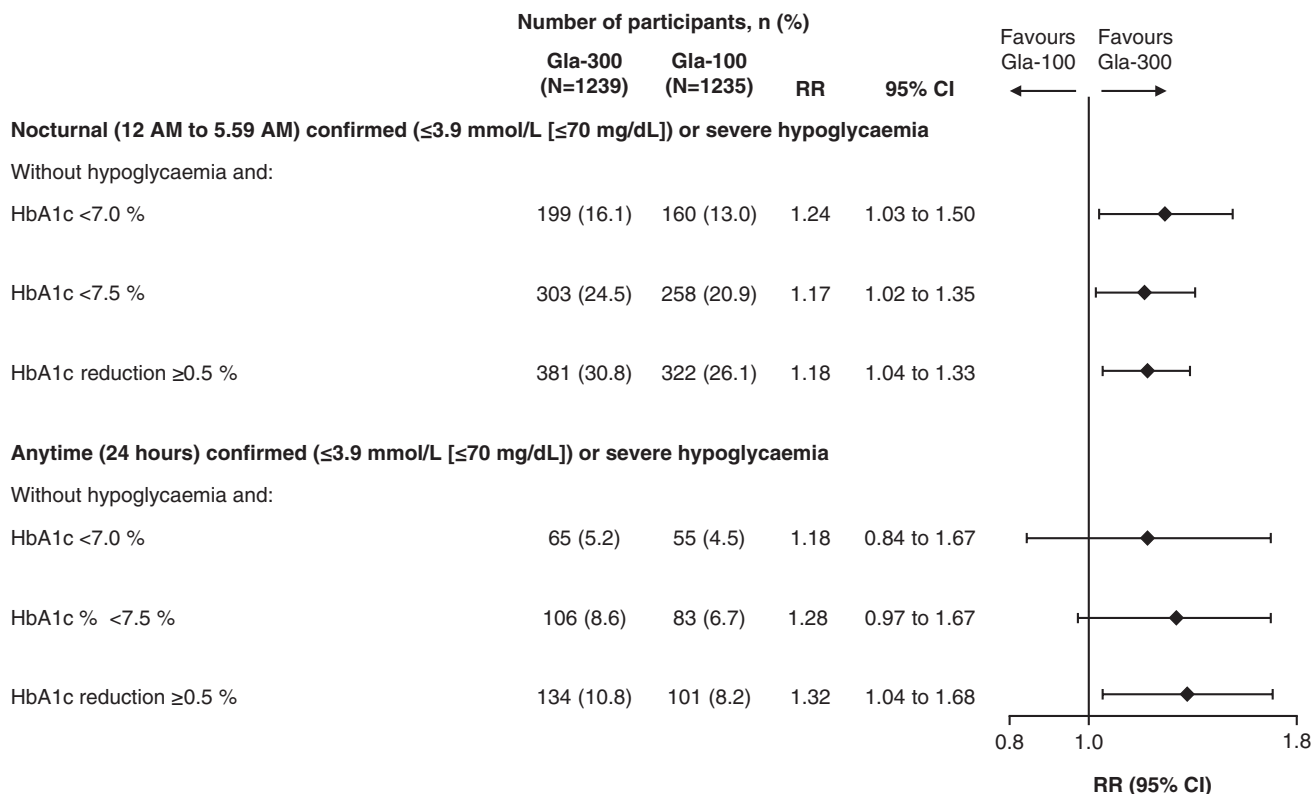 Number of participants, n (%)
Favours Favours
Gla-300 Gla-100 Gla-100 Gla-300
(N=1239) (N=1235) RR 95% CI
Nocturnal (12 AM to 5.59 AM) confirmed (≤3.9 mmol/L [≤70 mg/dL]) or severe hypoglycaemia
Without hypoglycaemia and:
HbA1c <7.0 % 199 (16.1) 160 (13.0) 1.24 1.03 to 1.50
HbA1c <7.5 % 303 (24.5) 258 (20.9) 1.17 1.02 to 1.35
HbA1c reduction ≥0.5 % 381 (30.8) 322 (26.1) 1.18 1.04 to 1.33
Anytime (24 hours) confirmed (≤3.9 mmol/L [≤70 mg/dL]) or severe hypoglycaemia
Without hypoglycaemia and:
HbA1c <7.0 % 65 (5.2) 55 (4.5) 1.18 0.84 to 1.67
HbA1c % <7.5 % 106 (8.6) 83 (6.7) 1.28 0.97 to 1.67
HbA1c reduction ≥0.5 % 134 (10.8) 101 (8.2) 1.32 1.04 to 1.68
0.8 1.0 1.8
RR (95% CI)